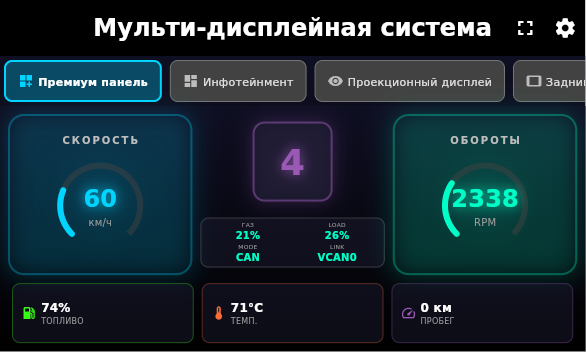 Мульти-дисплейная система
Премиум панель
Инфотейнмент
Проекционный дисплей
Задни
СКОРОСТЬ
60
км/ч
4
ГАЗ
21%
LOAD
26%
MODE
CAN
LINK
VCAN0
ОБОРОТЫ
2338
RPM
74%
ТОПЛИВО
71°C
ТЕМП.
0 км
ПРОБЕГ